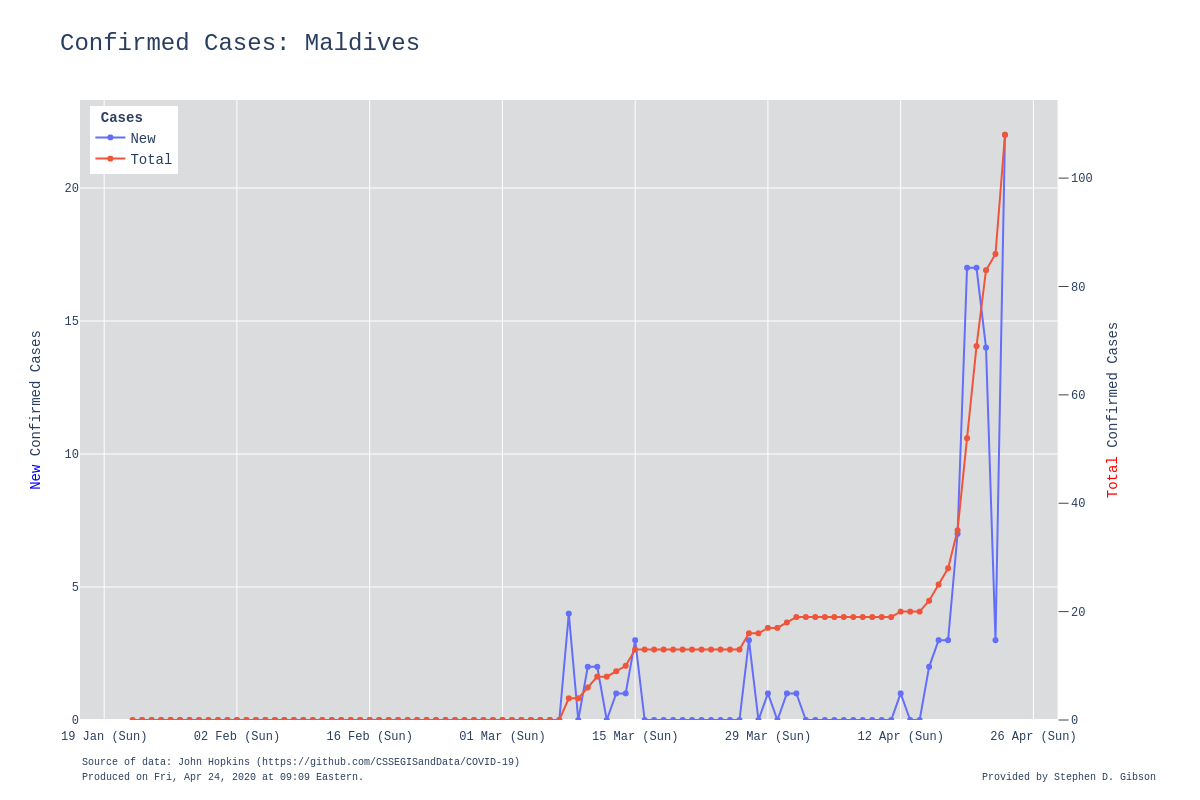 Confirmed Cases: Maldives
Cases
New
Total
20
15
10
5
0
100
80
60
40
20
0
New Confirmed Cases
Total Confirmed Cases
19 Jan (Sun)
02 Feb (Sun)
16 Feb (Sun)
01 Mar (Sun)
15 Mar (Sun)
29 Mar (Sun)
12 Apr (Sun)
26 Apr (Sun)
Source of data: John Hopkins (https://github.com/CSSEGISandData/COVID-19)
Produced on Fri, Apr 24, 2020 at 09:09 Eastern.
Provided by Stephen D. Gibson